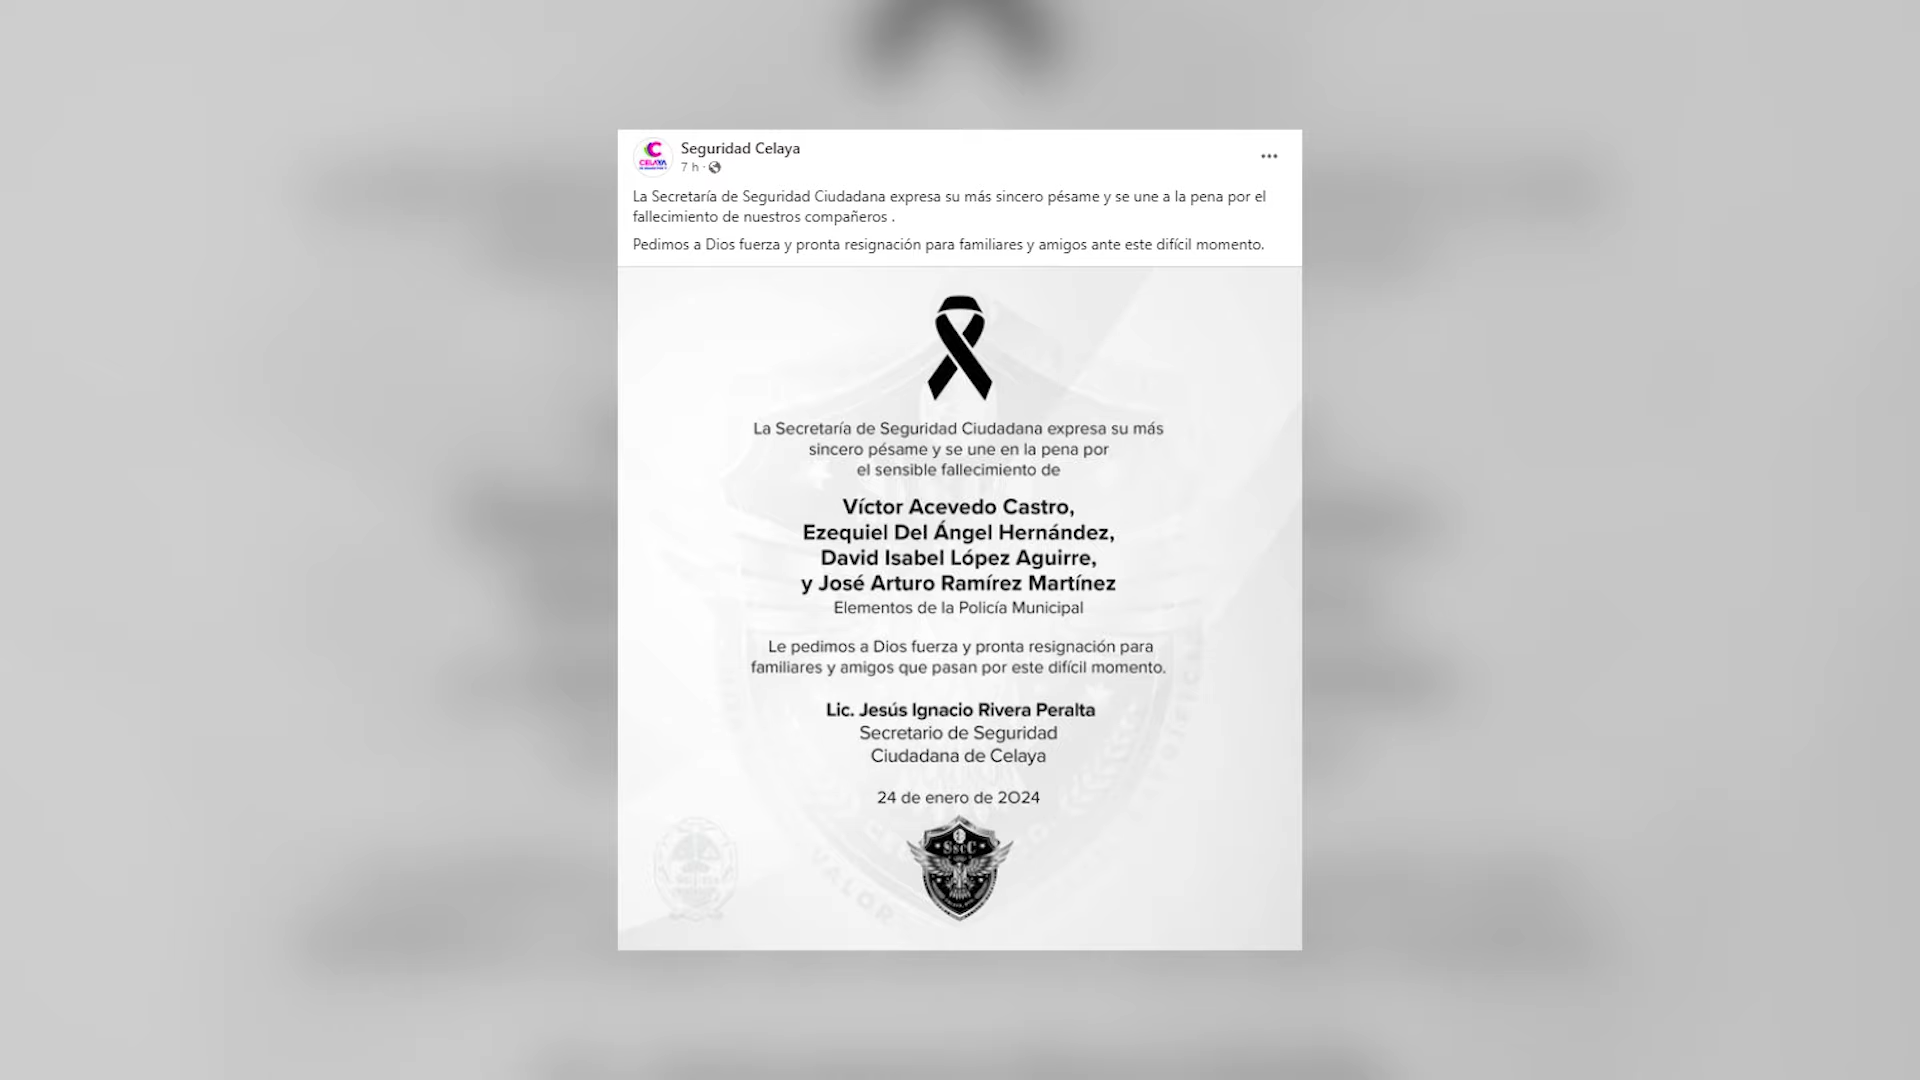 Seguridad Celaya
7 h ·
La Secretaría de Seguridad Ciudadana expresa su más sincero pésame y se une a la pena por el
fallecimiento de nuestros compañeros .
Pedimos a Dios fuerza y pronta resignación para familiares y amigos ante este difícil momento.
La Secretaría de Seguridad Ciudadana expresa su más
sincero pésame y se une en la pena por
el sensible fallecimiento de
Víctor Acevedo Castro,
Ezequiel Del Ángel Hernández,
David Isabel López Aguirre,
y José Arturo Ramírez Martínez
Elementos de la Policía Municipal
Le pedimos a Dios fuerza y pronta resignación para
familiares y amigos que pasan por este difícil momento.
Lic. Jesús Ignacio Rivera Peralta
Secretario de Seguridad
Ciudadana de Celaya
24 de enero de 2024
CELAYA
SSCC
VALOR